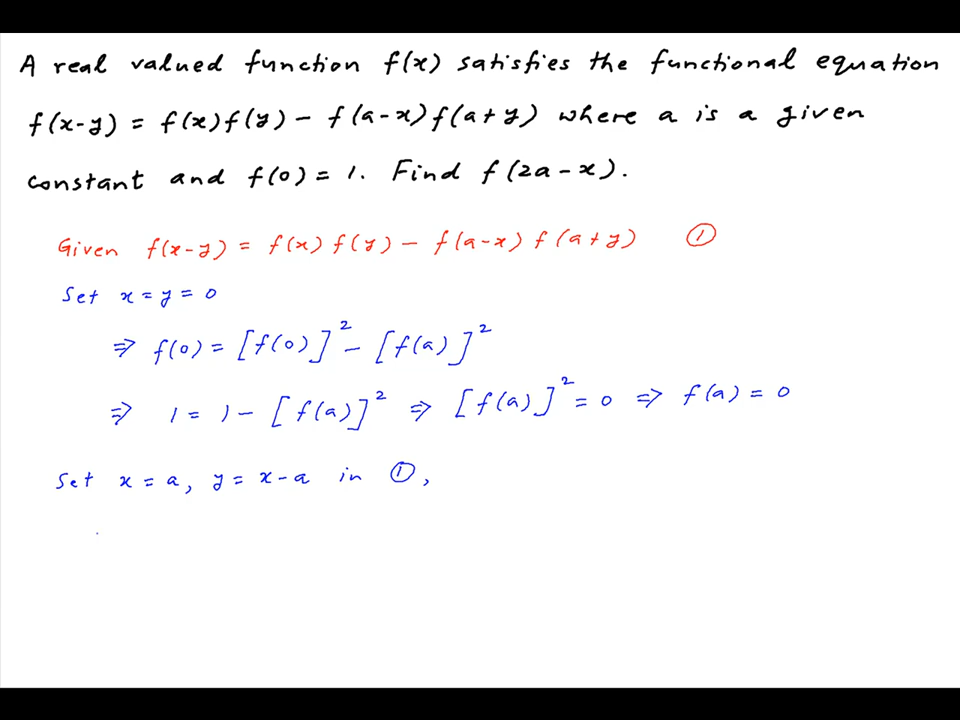 A real valued function f(x) satisfies the functional equation
f(x-y) = f(x)f(y) - f(a-x)f(a+y) where a is a given
constant and f(0) = 1. Find f(2a-x).
Given f(x-y) = f(x) f(y) - f(a-x) f(a+y) ①
Set x = y = 0
⇒ f(0) = [f(0)]² - [f(a)]²
⇒ 1 = 1 - [f(a)]² ⇒ [f(a)]² = 0 ⇒ f(a) = 0
Set x = a, y = x-a in ①,